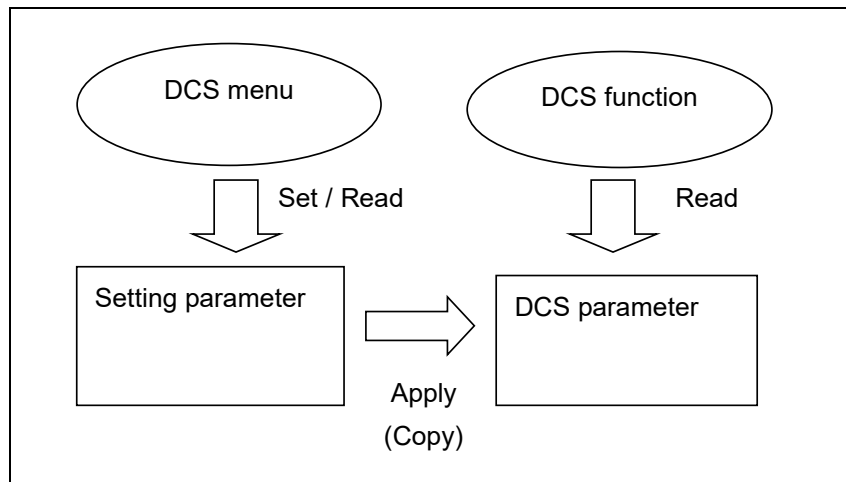 DCS menu
DCS function
Set / Read
Read
Setting parameter
DCS parameter
Apply
(Copy)